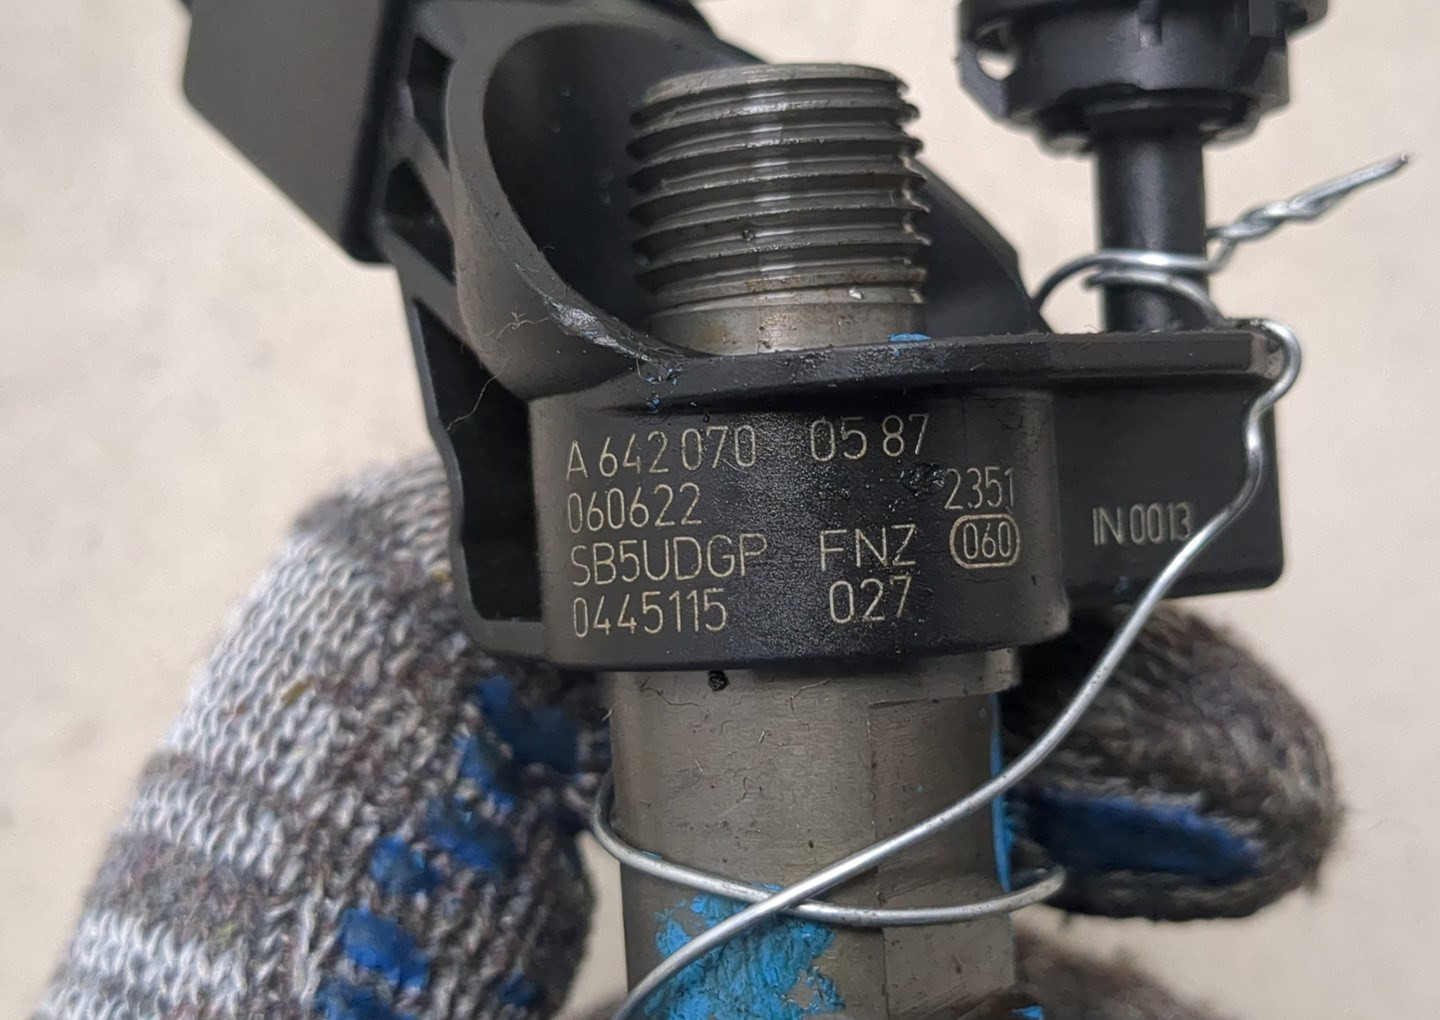 A 642 070 05 87
060622 2351
SB5UDGP FNZ 060
0445115 027
IN 0013